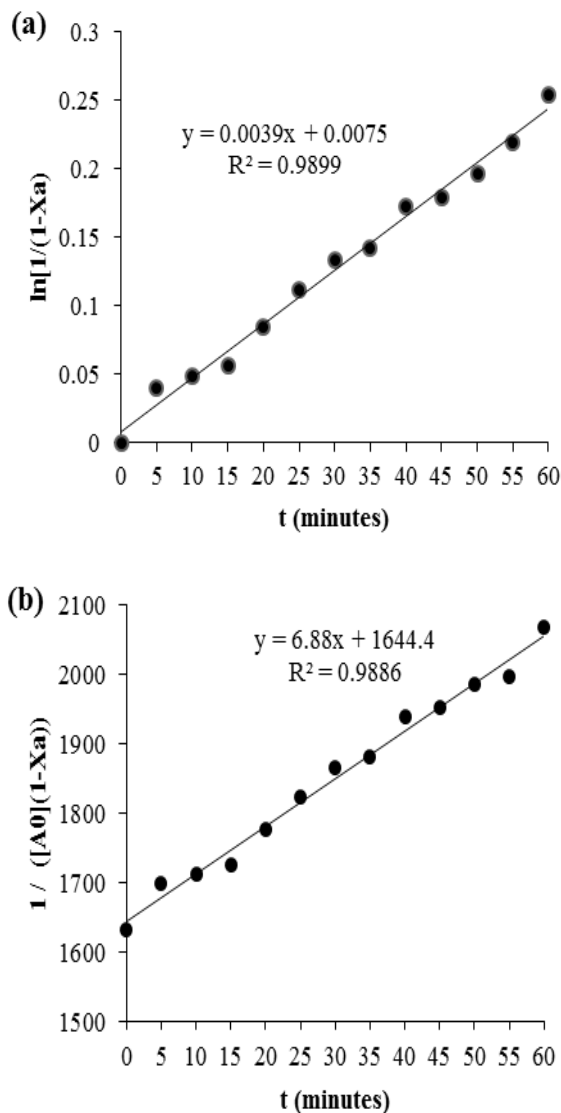 (a)
0.3
0.25
0.2
0.15
0.1
0.05
0
ln[1/(1-Xa)
y = 0.0039x + 0.0075
R² = 0.9899
0 5 10 15 20 25 30 35 40 45 50 55 60
t (minutes)
(b)
2100
2000
1900
1800
1700
1600
1500
1 / ([A0](1-Xa))
y = 6.88x + 1644.4
R² = 0.9886
0 5 10 15 20 25 30 35 40 45 50 55 60
t (minutes)